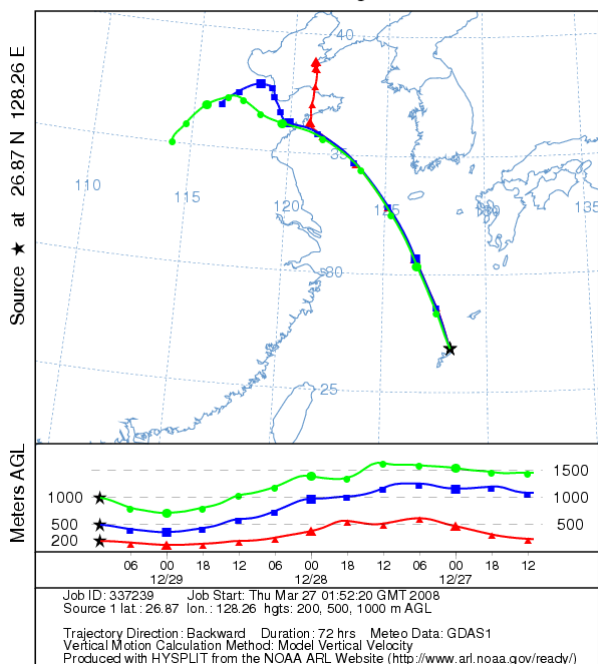 40
35
110
115
120
125
130
135
30
25
Source ★ at 26.87 N 128.26 E
Meters AGL
1500
1000
1000
500
500
200
06 00 18 12 06 00 18 12 06 00 18 12
12/29 12/28 12/27
Job ID: 337239 Job Start: Thu Mar 27 01:52:20 GMT 2008
Source 1 lat.: 26.87 lon.: 128.26 hgts: 200, 500, 1000 m AGL
Trajectory Direction: Backward Duration: 72 hrs Meteo Data: GDAS1
Vertical Motion Calculation Method: Model Vertical Velocity
Produced with HYSPLIT from the NOAA ARL Website (http://www.arl.noaa.gov/ready/)